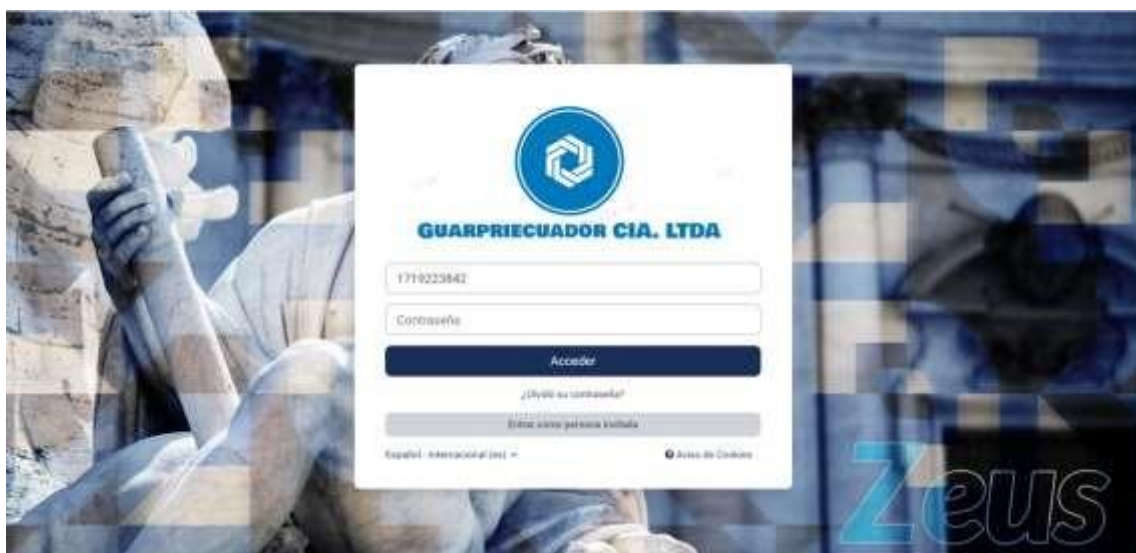 GUARPRIECUADOR CIA. LTDA
1719223842
Contraseña
Acceder
¿Olvidó su contraseña?
Entrar como persona invitada
Español - Internacional (es)
Aviso de Cookies
Zeus